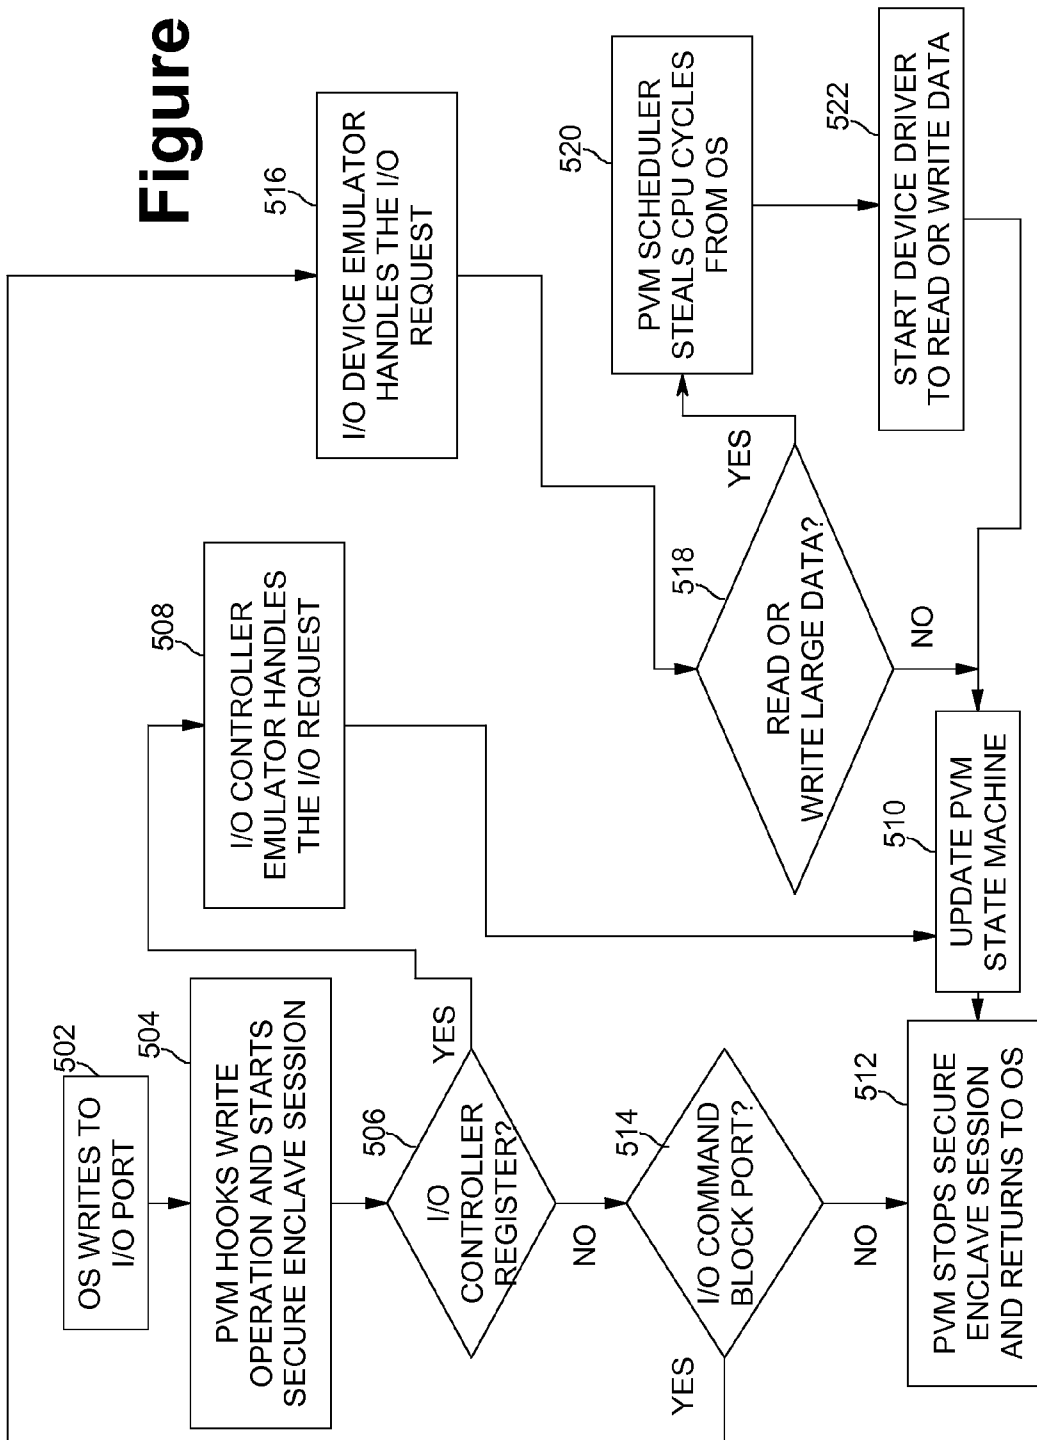 Figure
502
OS WRITES TO
I/O PORT
504
PVM HOOKS WRITE
OPERATION AND STARTS
SECURE ENCLAVE SESSION
506
I/O
CONTROLLER
REGISTER?
YES
NO
508
I/O CONTROLLER
EMULATOR HANDLES
THE I/O REQUEST
514
I/O COMMAND
BLOCK PORT?
YES
NO
516
I/O DEVICE EMULATOR
HANDLES THE I/O
REQUEST
518
READ OR
WRITE LARGE DATA?
YES
NO
520
PVM SCHEDULER
STEALS CPU CYCLES
FROM OS
522
START DEVICE DRIVER
TO READ OR WRITE DATA
510
UPDATE PVM
STATE MACHINE
512
PVM STOPS SECURE
ENCLAVE SESSION
AND RETURNS TO OS